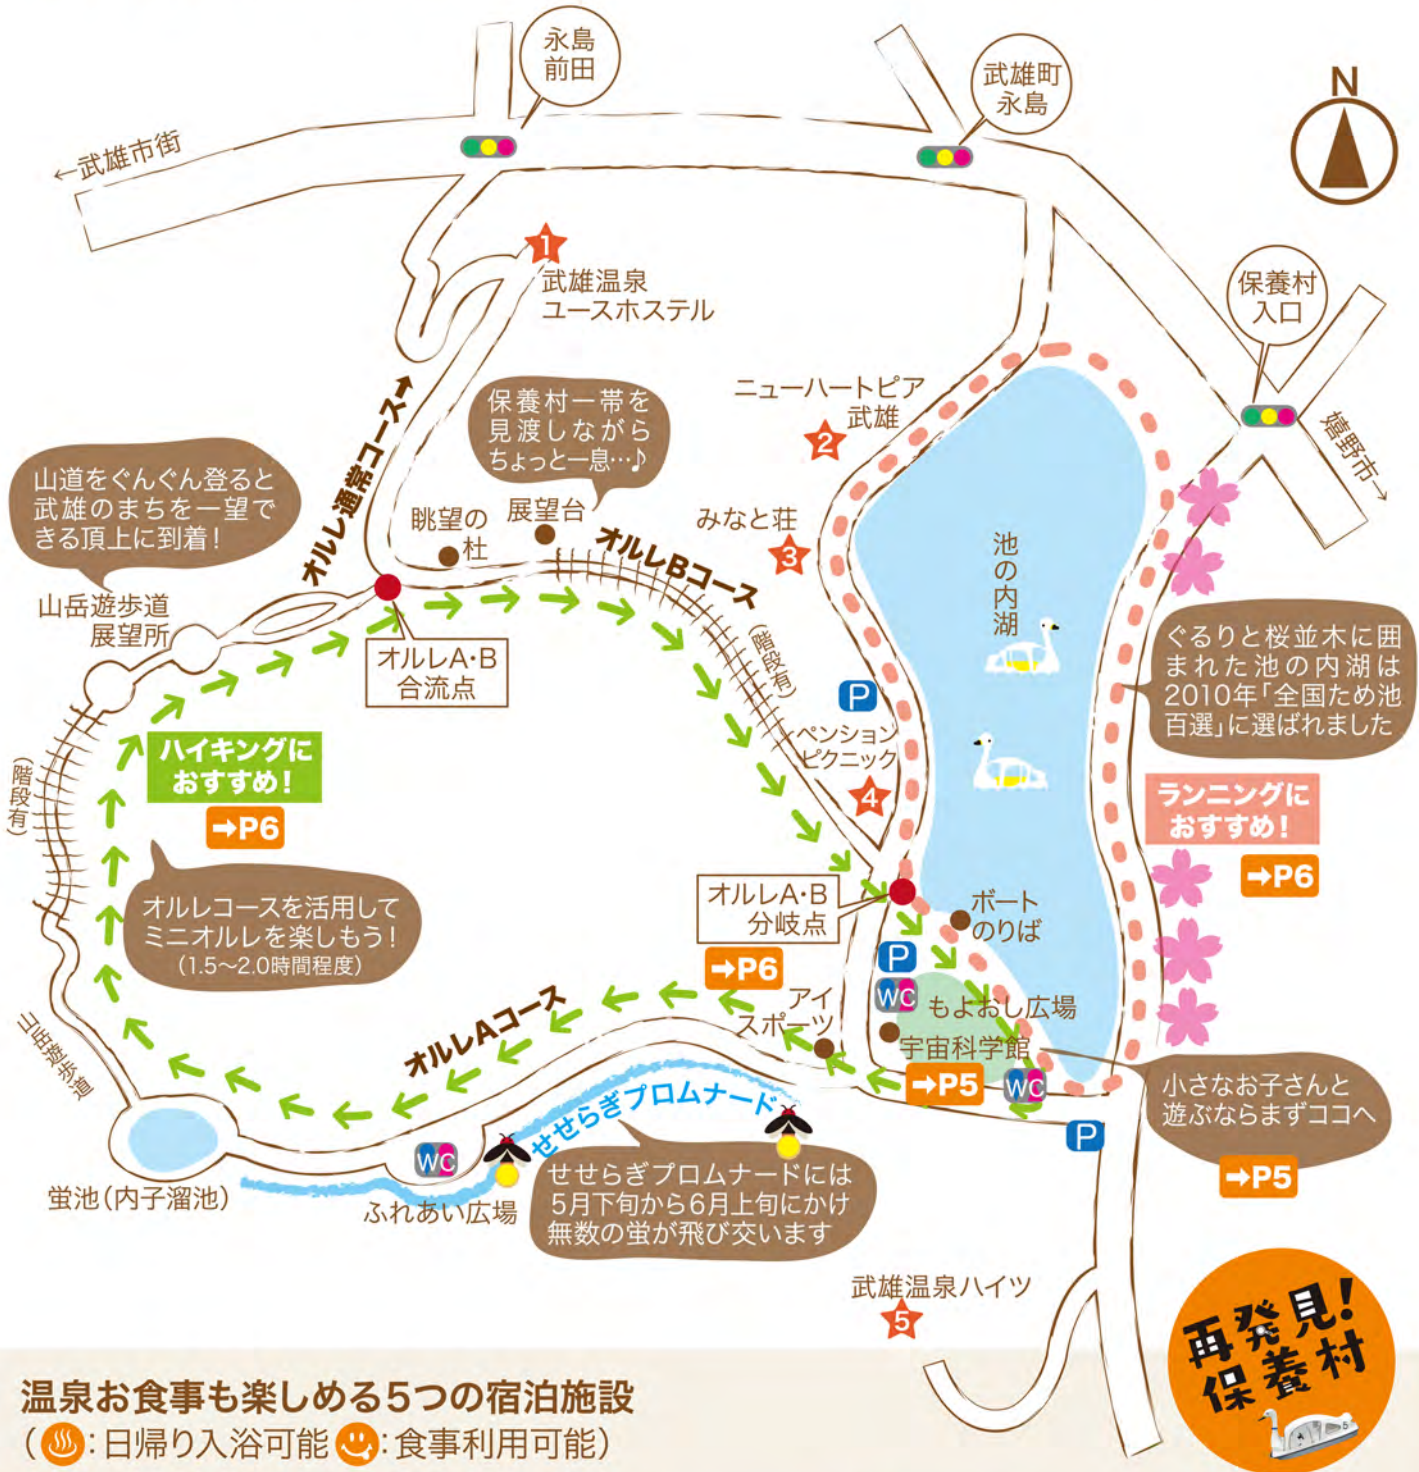 永島
前田
武雄町
永島
N
←武雄市街
保養村
入口
1
武雄温泉
ユースホステル
嬉野市→
ニューハートピア
武雄
2
オルレ通常コース→
保養村一帯を
見渡しながら
ちょっと一息…♪
山道をぐんぐん登ると
武雄のまちを一望で
きる頂上に到着!
眺望の
杜
展望台
オルレBコース
(階段有)
みなと荘
3
池の内湖
山岳遊歩道
展望所
オルレA・B
合流点
ぐるりと桜並木に囲
まれた池の内湖は
2010年「全国ため池
百選」に選ばれました
P
ペンション
ピクニック
4
(階段有)
ハイキングに
おすすめ!
➡P6
ランニングに
おすすめ!
➡P6
オルレコースを活用して
ミニオルレを楽しもう!
(1.5〜2.0時間程度)
オルレA・B
分岐点
➡P6
ボート
のりば
P
WC
もよおし広場
アイ
スポーツ
宇宙科学館
➡P5
WC
オルレAコース
山岳遊歩道
せせらぎプロムナード
P
小さなお子さんと
遊ぶならまずココへ
➡P5
WC
蛍池(内子溜池)
ふれあい広場
せせらぎプロムナードには
5月下旬から6月上旬にかけ
無数の蛍が飛び交います
武雄温泉ハイツ
5
再発見!
保養村
5
温泉お食事も楽しめる5つの宿泊施設
(♨:日帰り入浴可能 :食事利用可能)